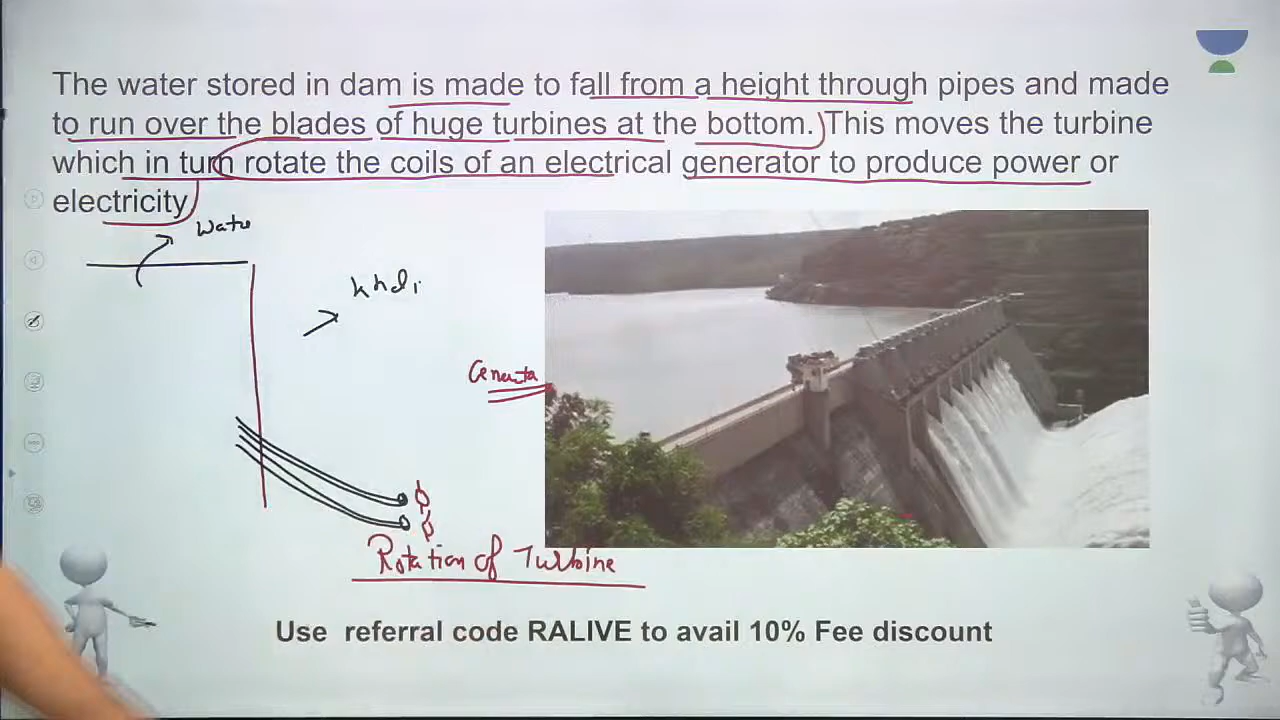 The water stored in dam is made to fall from a height through pipes and made
to run over the blades of huge turbines at the bottom. This moves the turbine
which in turn rotate the coils of an electrical generator to produce power or
electricity
Rotation of Turbine
Use referral code RALIVE to avail 10% Fee discount